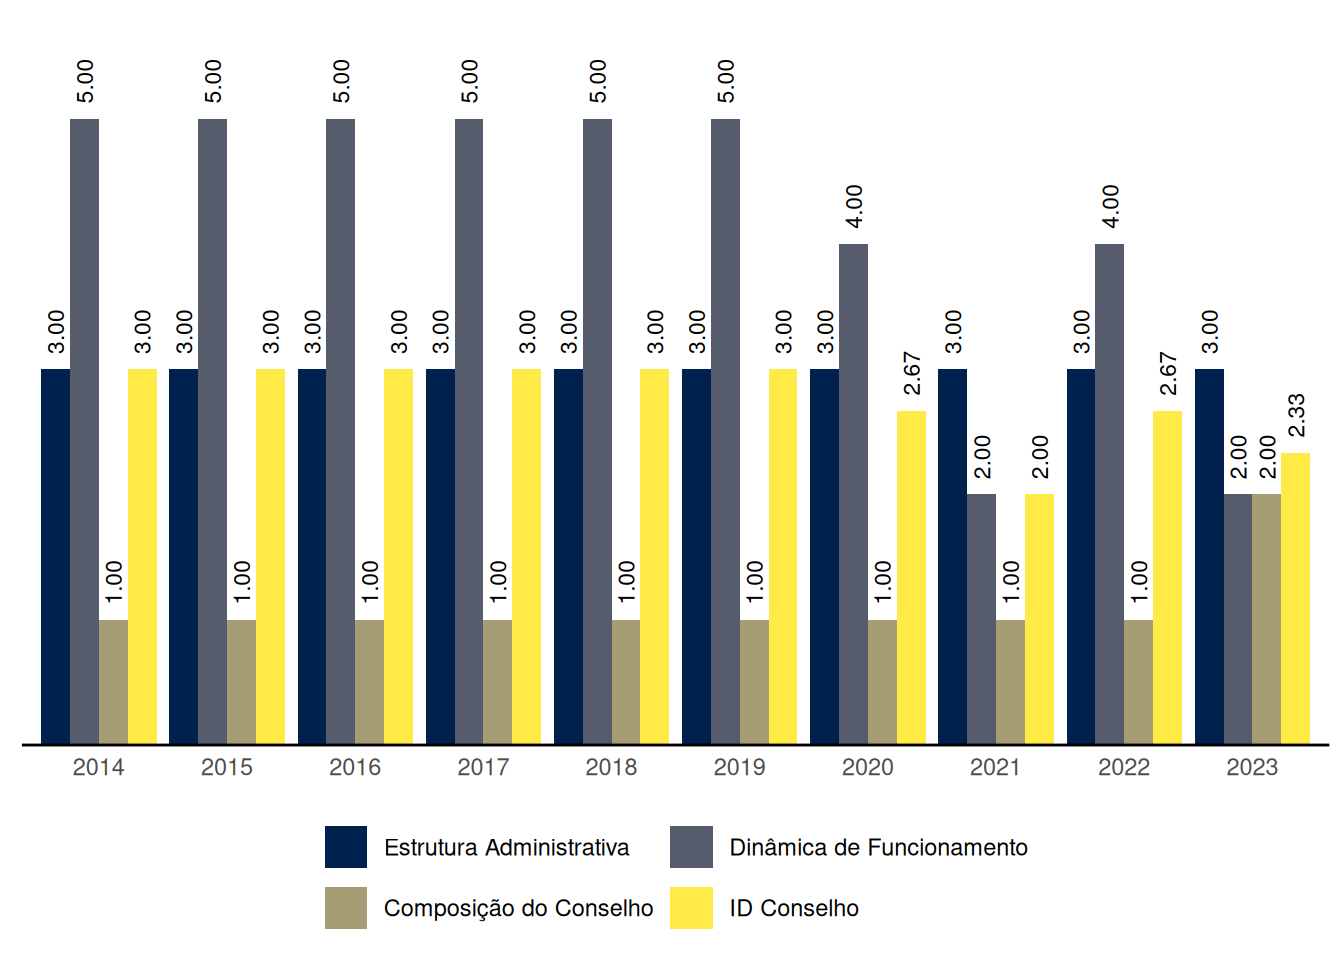 5.00 5.00 5.00 5.00 5.00 5.00
4.00 4.00
3.00 3.00 3.00 3.00 3.00 3.00 3.00 3.00 3.00 3.00 3.00 3.00 3.00 3.00 3.00 3.00
2.67 2.67
2.33
2.00 2.00 2.00 2.00
1.00 1.00 1.00 1.00 1.00 1.00 1.00 1.00 1.00
2014 2015 2016 2017 2018 2019 2020 2021 2022 2023
Estrutura Administrativa Dinâmica de Funcionamento
Composição do Conselho ID Conselho